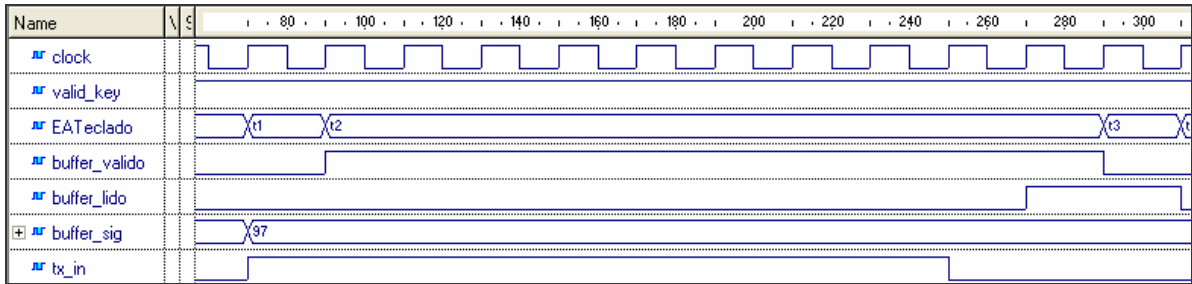 Name \ S 80 100 120 140 160 180 200 220 240 260 280 300
clock
valid_key
EATeclado t1 t2 t3
buffer_valido
buffer_lido
buffer_sig 97
tx_in